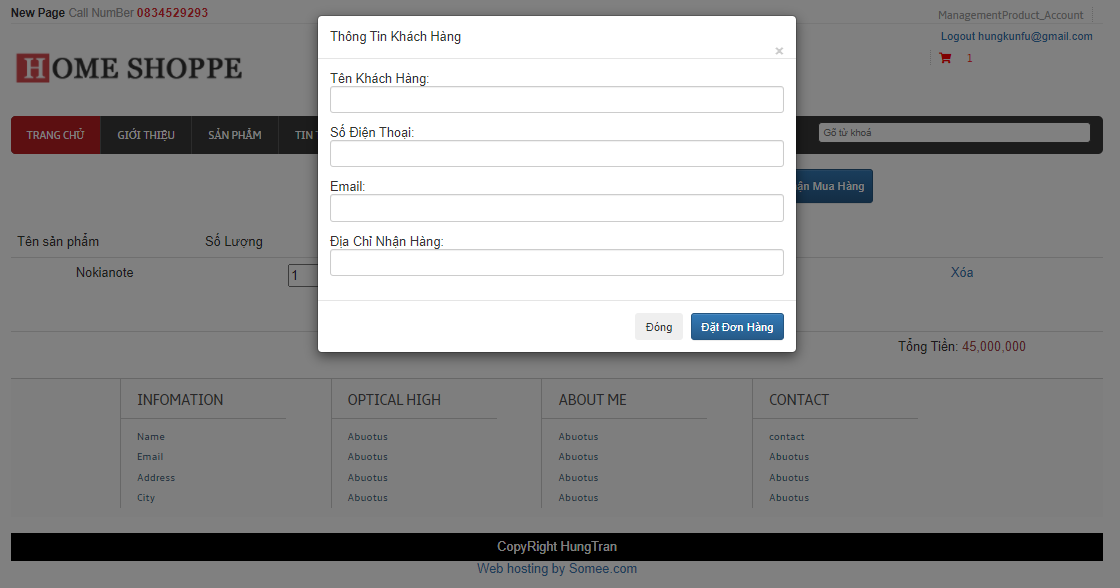 New Page Call NumBer 0834529293
ManagementProduct_Account
Logout hungkunfu@gmail.com
1
HOME SHOPPE
TRANG CHỦ GIỚI THIỆU SẢN PHẨM TIN
Gõ từ khoá
Mua Hàng
Thông Tin Khách Hàng
×
Tên Khách Hàng:
Số Điện Thoại:
Email:
Địa Chỉ Nhận Hàng:
Đóng Đặt Đơn Hàng
Tên sản phẩm Số Lượng
Nokianote 1 Xóa
Tổng Tiền: 45,000,000
INFOMATION
Name
Email
Address
City
OPTICAL HIGH
Abuotus
Abuotus
Abuotus
Abuotus
ABOUT ME
Abuotus
Abuotus
Abuotus
Abuotus
CONTACT
contact
Abuotus
Abuotus
Abuotus
CopyRight HungTran
Web hosting by Somee.com